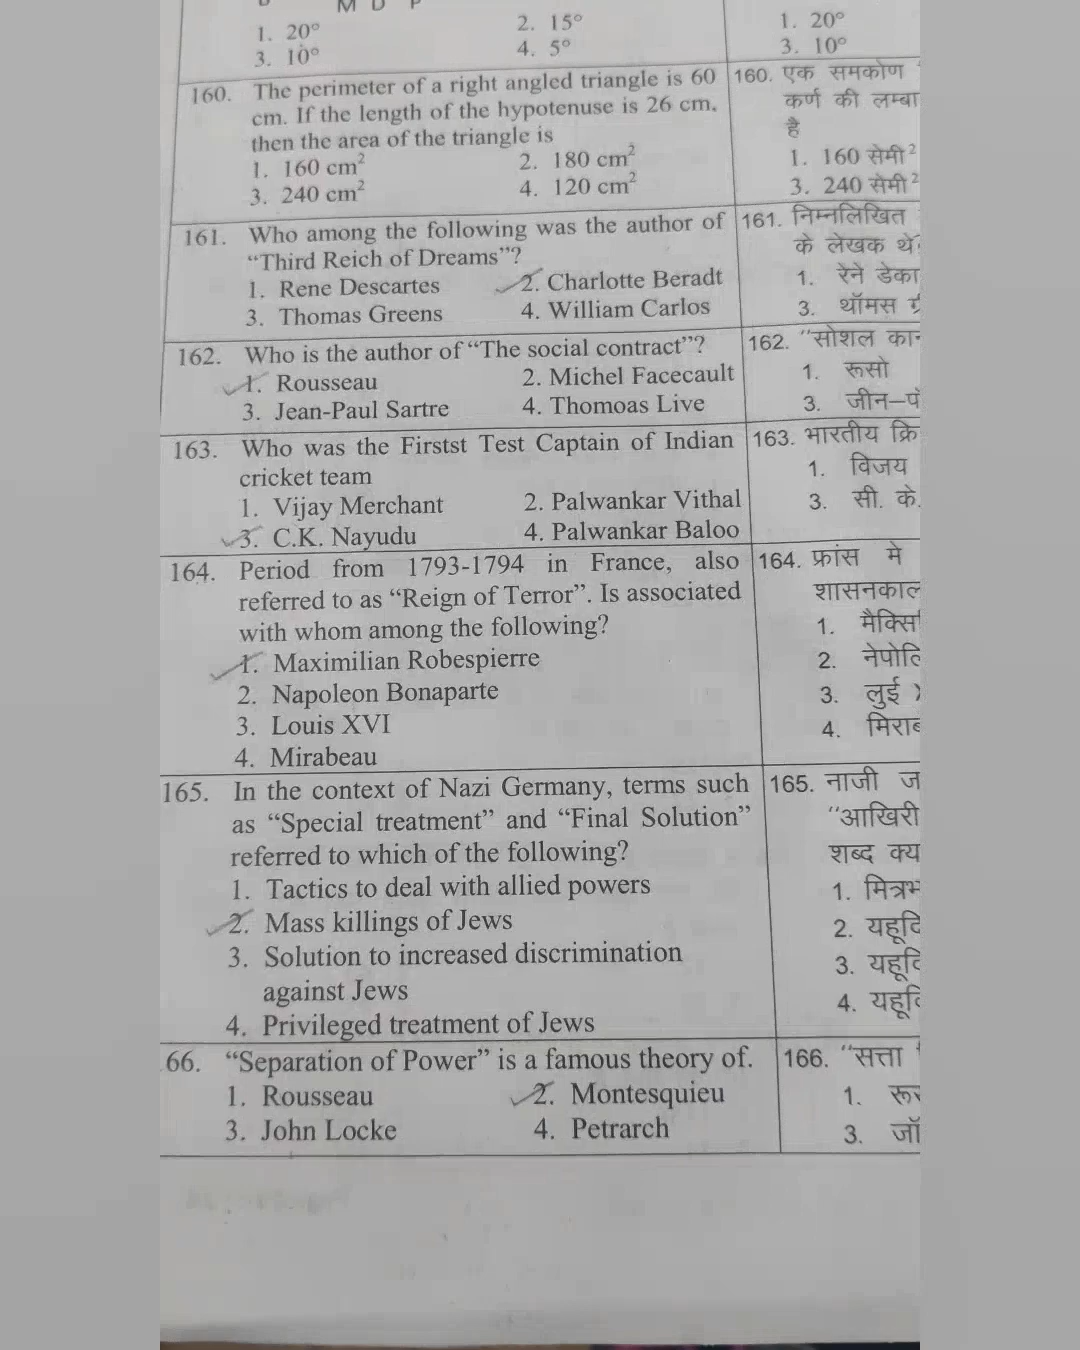 1. 20° 2. 15°
3. 10° 4. 5°
160. The perimeter of a right angled triangle is 60
cm. If the length of the hypotenuse is 26 cm,
then the area of the triangle is
1. 160 cm² 2. 180 cm²
3. 240 cm² 4. 120 cm²
161. Who among the following was the author of
“Third Reich of Dreams”?
1. Rene Descartes 2. Charlotte Beradt
3. Thomas Greens 4. William Carlos
162. Who is the author of “The social contract”?
1. Rousseau 2. Michel Facecault
3. Jean-Paul Sartre 4. Thomoas Live
163. Who was the Firstst Test Captain of Indian
cricket team
1. Vijay Merchant 2. Palwankar Vithal
3. C.K. Nayudu 4. Palwankar Baloo
164. Period from 1793-1794 in France, also
referred to as “Reign of Terror”. Is associated
with whom among the following?
1. Maximilian Robespierre
2. Napoleon Bonaparte
3. Louis XVI
4. Mirabeau
165. In the context of Nazi Germany, terms such
as “Special treatment” and “Final Solution”
referred to which of the following?
1. Tactics to deal with allied powers
2. Mass killings of Jews
3. Solution to increased discrimination
against Jews
4. Privileged treatment of Jews
66. “Separation of Power” is a famous theory of.
1. Rousseau 2. Montesquieu
3. John Locke 4. Petrarch
1. 20°
3. 10°
160. एक समकोण
कर्ण की
है
1. 160 सेमी²
3. 240 सेमी²
161. निम्नलिखित
के लेखक थे
1. रेने
3. थॉमस
162. “सोशल
1. रूसो
3.
163. भारतीय
1. विजय
3. सी. के.
164. फ्रांस मे
1.
2.
3. लुई
4.
165. नाजी
“आखिरी
शब्द
1.
2.
3.
4.
166. “सत्ता
1.
3.